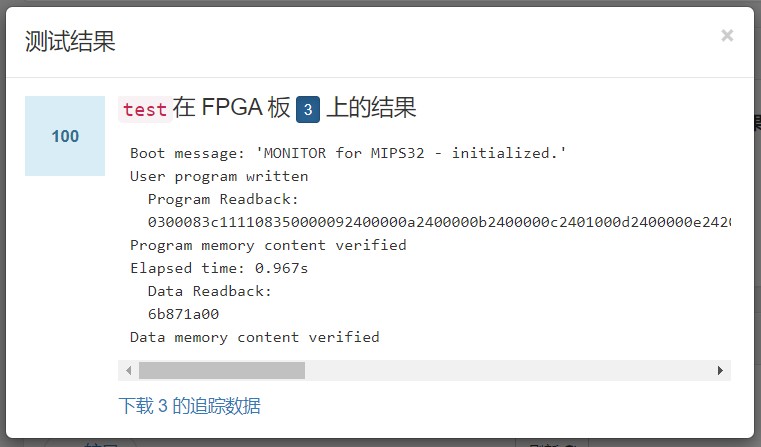 测试结果
×
100
test 在 FPGA 板 3 上的结果
Boot message: 'MONITOR for MIPS32 - initialized.'
User program written
Program Readback:
0300083c111108350000092400000a2400000b2400000c2401000d2400000e242
Program memory content verified
Elapsed time: 0.967s
Data Readback:
6b871a00
Data memory content verified
下载 3 的追踪数据